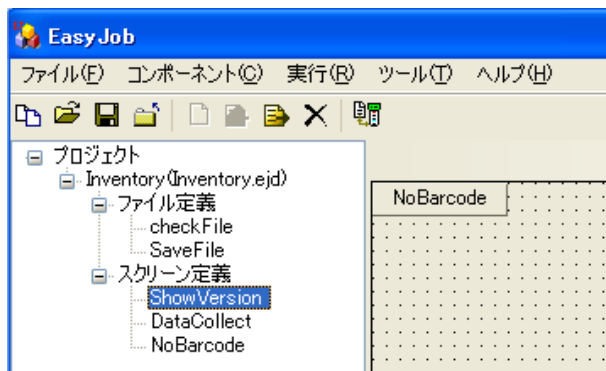 EasyJob
ファイル(F) コンポーネント(C) 実行(R) ツール(T) ヘルプ(H)
プロジェクト
Inventory(Inventory.ejd)
ファイル定義
checkFile
SaveFile
スクリーン定義
ShowVersion
DataCollect
NoBarcode
NoBarcode